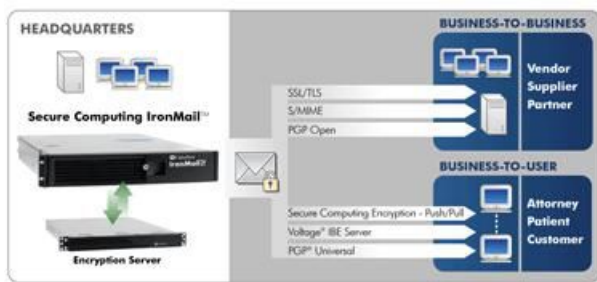 HEADQUARTERS
Secure Computing IronMail™
IronMail
Encryption Server
SSL/TLS
S/MIME
PGP Open
Secure Computing Encryption - Push/Pull
Voltage® IBE Server
PGP® Universal
BUSINESS-TO-BUSINESS
Vendor
Supplier
Partner
BUSINESS-TO-USER
Attorney
Patient
Customer